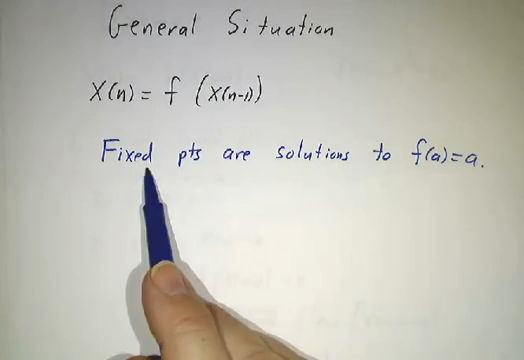 General Situation
X(n) = f (X(n-1))
Fixed pts are solutions to f(a)=a.